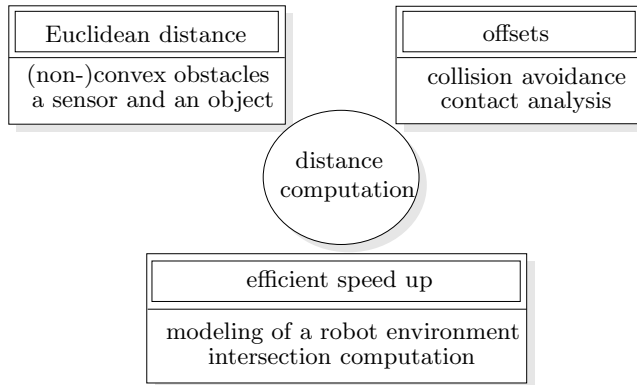 Euclidean distance
(non-)convex obstacles
a sensor and an object
offsets
collision avoidance
contact analysis
distance
computation
efficient speed up
modeling of a robot environment
intersection computation